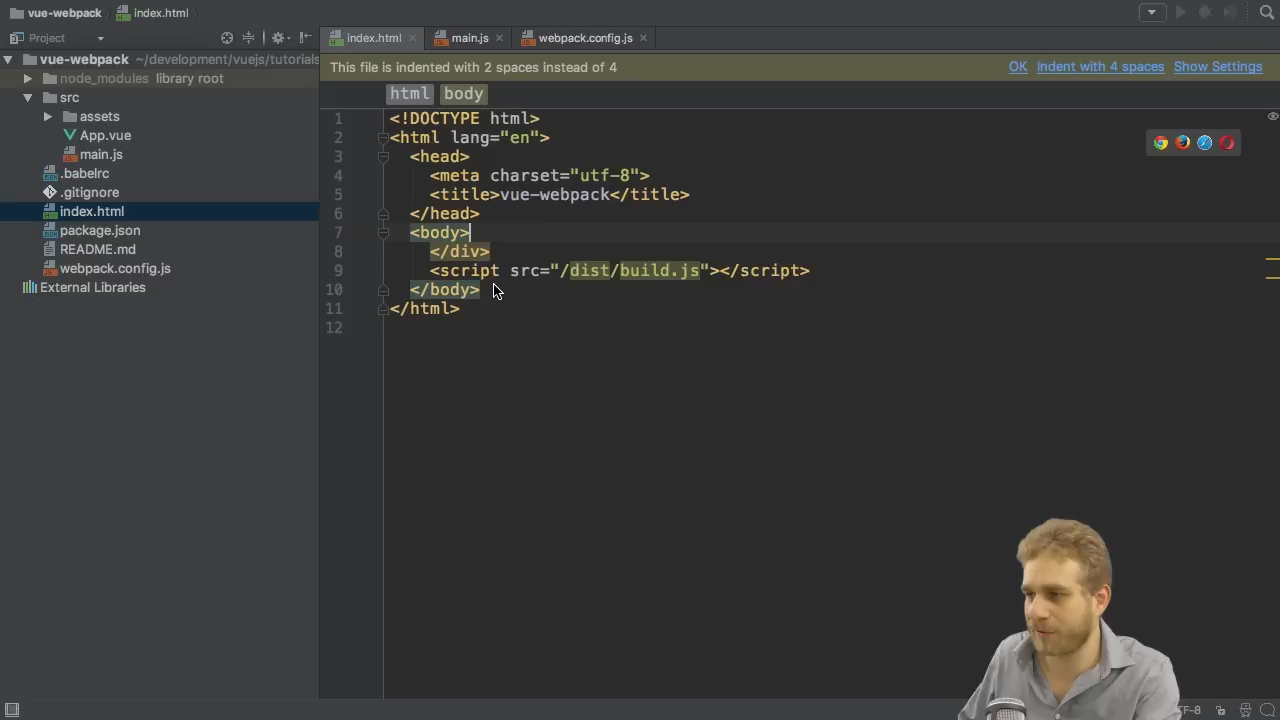 vue-webpack index.html
Project
index.html main.js webpack.config.js
vue-webpack ~/development/vuejs/tutorials
This file is indented with 2 spaces instead of 4 OK Indent with 4 spaces Show Settings
node_modules library root
src
assets
App.vue
main.js
.babelrc
.gitignore
index.html
package.json
README.md
webpack.config.js
External Libraries
html body
1 <!DOCTYPE html>
2 <html lang="en">
3   <head>
4     <meta charset="utf-8">
5     <title>vue-webpack</title>
6   </head>
7   <body>
8     </div>
9     <script src="/dist/build.js"></script>
10   </body>
11 </html>
12